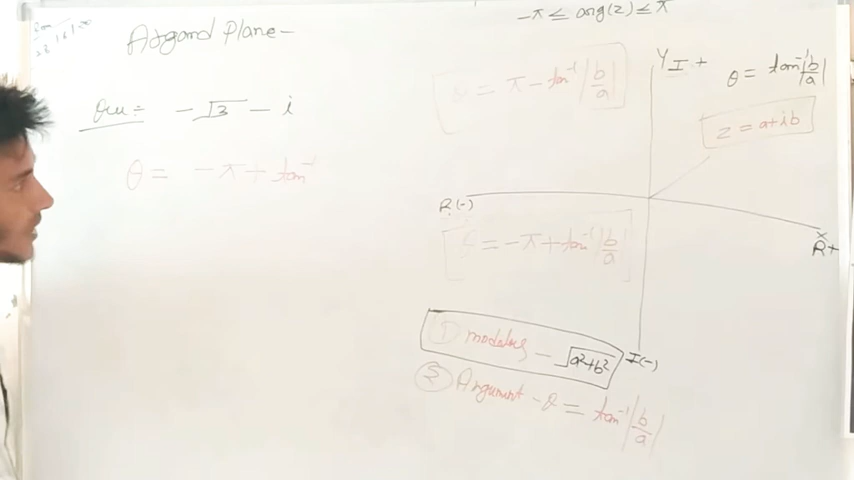 -π ≤ arg(z) ≤ π
Argand Plane-
Que÷ -√3 - i
θ = -π + tan⁻¹
θ = π - tan⁻¹|b/a|
Y I +
θ = tan⁻¹|b/a|
z = a+ib
R (-)
X
R+
θ = -π + tan⁻¹|b/a|
① modulus - √a²+b²
I(-)
② Argument - θ = tan⁻¹|b/a|